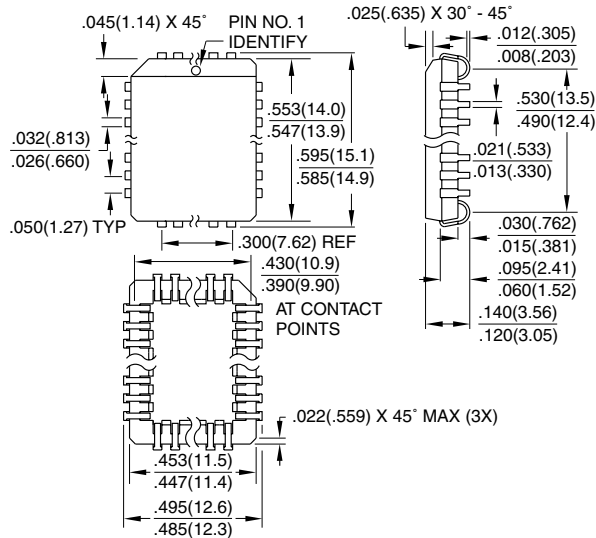 .045(1.14) X 45˚
PIN NO. 1
IDENTIFY
.025(.635) X 30˚ - 45˚
.012(.305)
.008(.203)
.553(14.0)
.547(13.9)
.595(15.1)
.585(14.9)
.032(.813)
.026(.660)
.050(1.27) TYP
.530(13.5)
.490(12.4)
.021(.533)
.013(.330)
.300(7.62) REF
.430(10.9)
.390(9.90)
AT CONTACT
POINTS
.030(.762)
.015(.381)
.095(2.41)
.060(1.52)
.140(3.56)
.120(3.05)
.022(.559) X 45˚ MAX (3X)
.453(11.5)
.447(11.4)
.495(12.6)
.485(12.3)